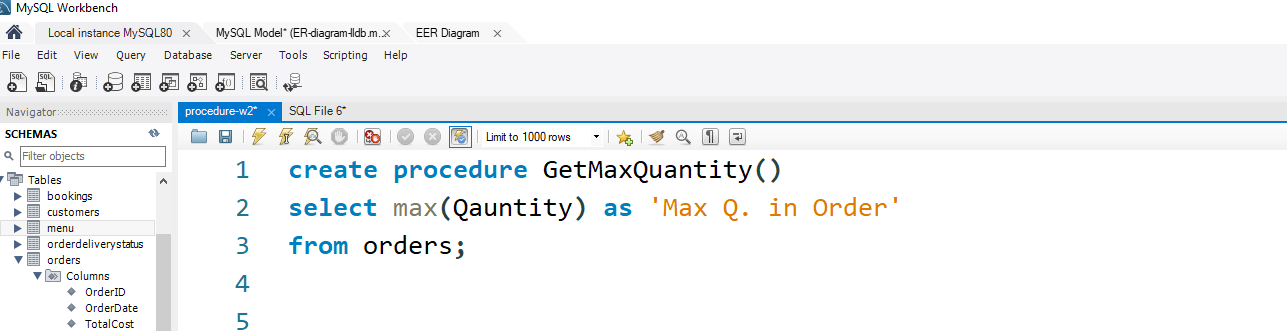 MySQL Workbench
Local instance MySQL80 × MySQL Model* (ER-diagram-lldb.m... × EER Diagram ×
File Edit View Query Database Server Tools Scripting Help
Navigator
procedure-w2* × SQL File 6* ×
SCHEMAS
Limit to 1000 rows
Filter objects
Tables
bookings
customers
menu
orderdeliverystatus
orders
Columns
OrderID
OrderDate
TotalCost
1 create procedure GetMaxQuantity()
2 select max(Qauntity) as 'Max Q. in Order'
3 from orders;
4
5